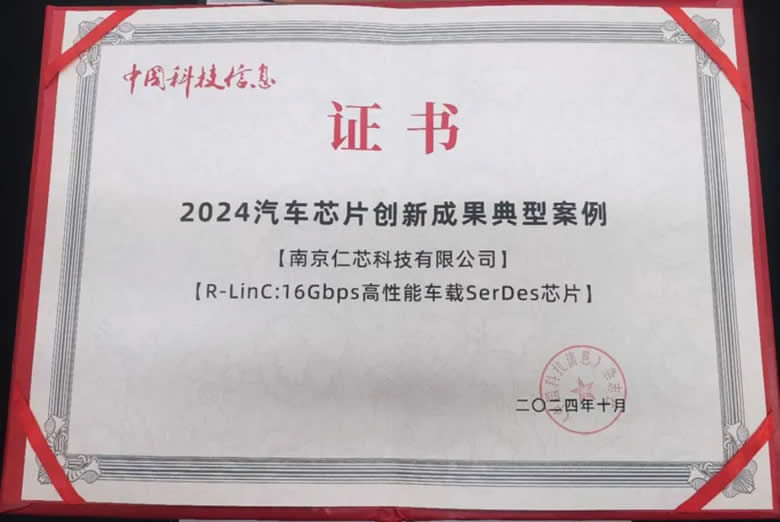 中国科技信息
证书
2024汽车芯片创新成果典型案例
【南京仁芯科技有限公司】
【R-LinC:16Gbps高性能车载SerDes芯片】
二〇二四年十月